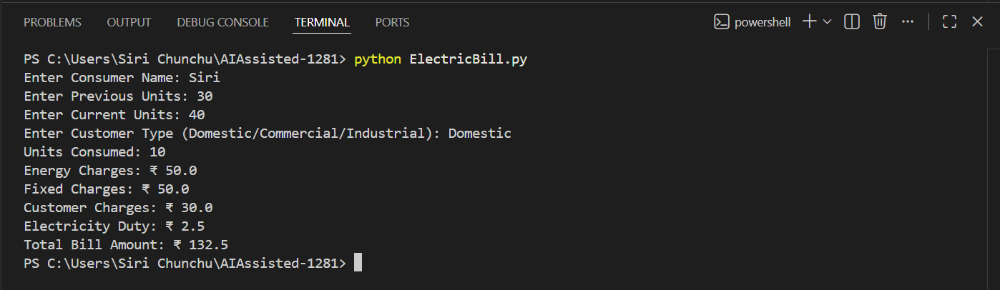 PROBLEMS OUTPUT DEBUG CONSOLE TERMINAL PORTS powershell
PS C:\Users\Siri Chunchu\AIAssisted-1281> python ElectricBill.py
Enter Consumer Name: Siri
Enter Previous Units: 30
Enter Current Units: 40
Enter Customer Type (Domestic/Commercial/Industrial): Domestic
Units Consumed: 10
Energy Charges: ₹ 50.0
Fixed Charges: ₹ 50.0
Customer Charges: ₹ 30.0
Electricity Duty: ₹ 2.5
Total Bill Amount: ₹ 132.5
PS C:\Users\Siri Chunchu\AIAssisted-1281>